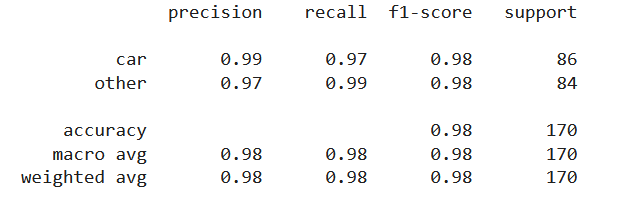 precision recall f1-score support
car 0.99 0.97 0.98 86
other 0.97 0.99 0.98 84
accuracy 0.98 170
macro avg 0.98 0.98 0.98 170
weighted avg 0.98 0.98 0.98 170